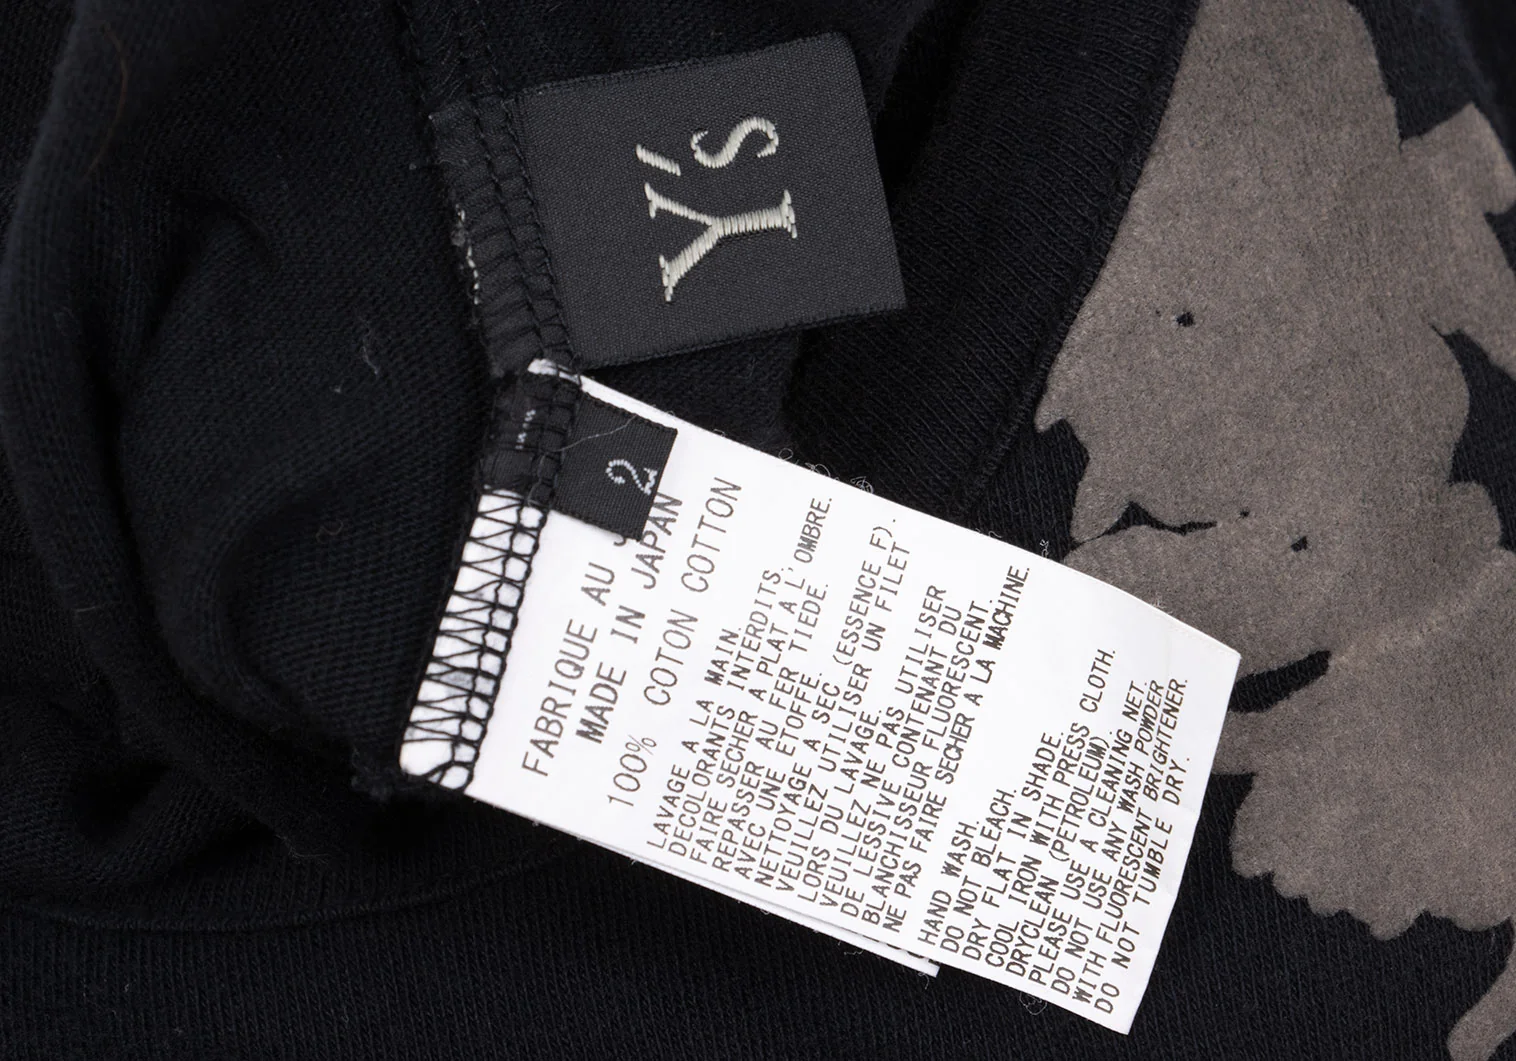 Y's
2
FABRIQUE AU
MADE IN JAPAN
100% COTON COTTON
LAVAGE A LA MAIN.
DECOLORANTS INTERDITS.
FAIRE SECHER A PLAT A L'OMBRE.
REPASSER AU FER TIEDE.
AVEC UNE ETOFFE.
NETTOYAGE A SEC. (ESSENCE F).
VEUILLEZ UTILISER UN FILET
LORS DU LAVAGE.
VEUILLEZ NE PAS UTILISER
DE LESSIVE CONTENANT DU
BLANCHISSEUR FLUORESCENT.
NE PAS FAIRE SECHER A LA MACHINE.
HAND WASH.
DO NOT BLEACH.
DRY FLAT IN SHADE.
COOL IRON WITH PRESS CLOTH.
DRYCLEAN (PETROLEUM)
PLEASE USE A CLEANING NET.
DO NOT USE ANY WASH POWDER
WITH FLUORESCENT BRIGHTENER.
DO NOT TUMBLE DRY.